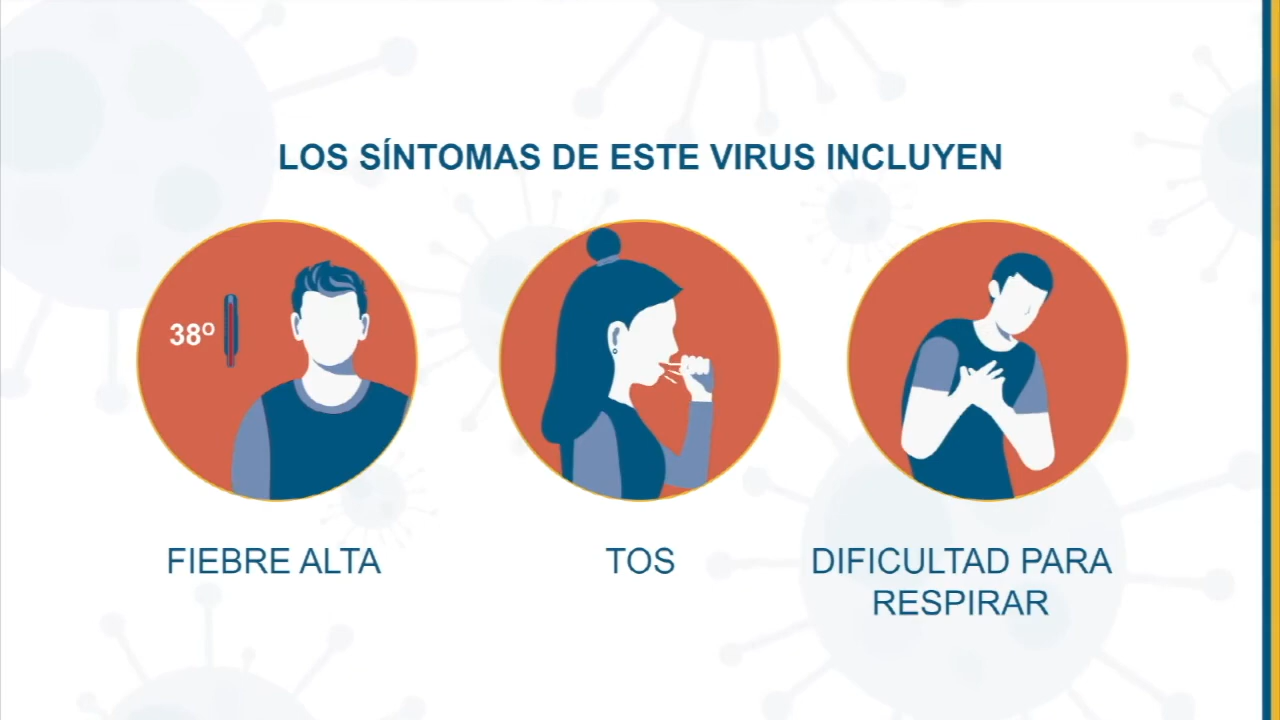 LOS SÍNTOMAS DE ESTE VIRUS INCLUYEN
38º
FIEBRE ALTA
TOS
DIFICULTAD PARA
RESPIRAR